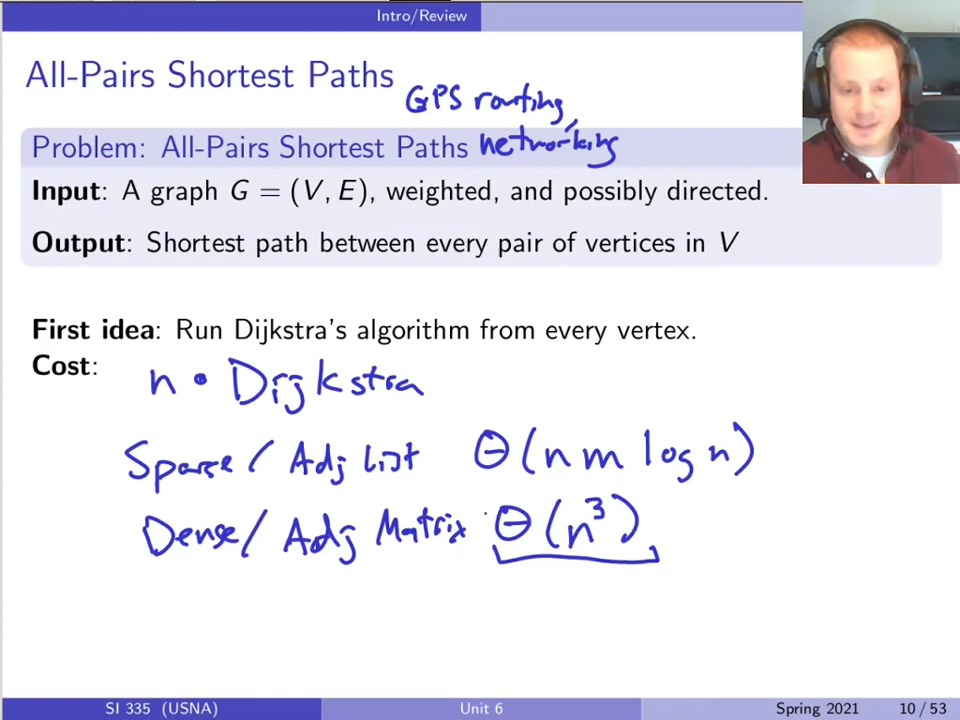 Intro/Review
All-Pairs Shortest Paths
GPS routing,
Problem: All-Pairs Shortest Paths networking
Input: A graph G = (V, E), weighted, and possibly directed.
Output: Shortest path between every pair of vertices in V
First idea: Run Dijkstra's algorithm from every vertex.
Cost:
n • Dijkstra
Sparse/ Adj List Θ(n m log n)
Dense/ Adj Matrix Θ(n³)
SI 335 (USNA) Unit 6 Spring 2021 10 / 53